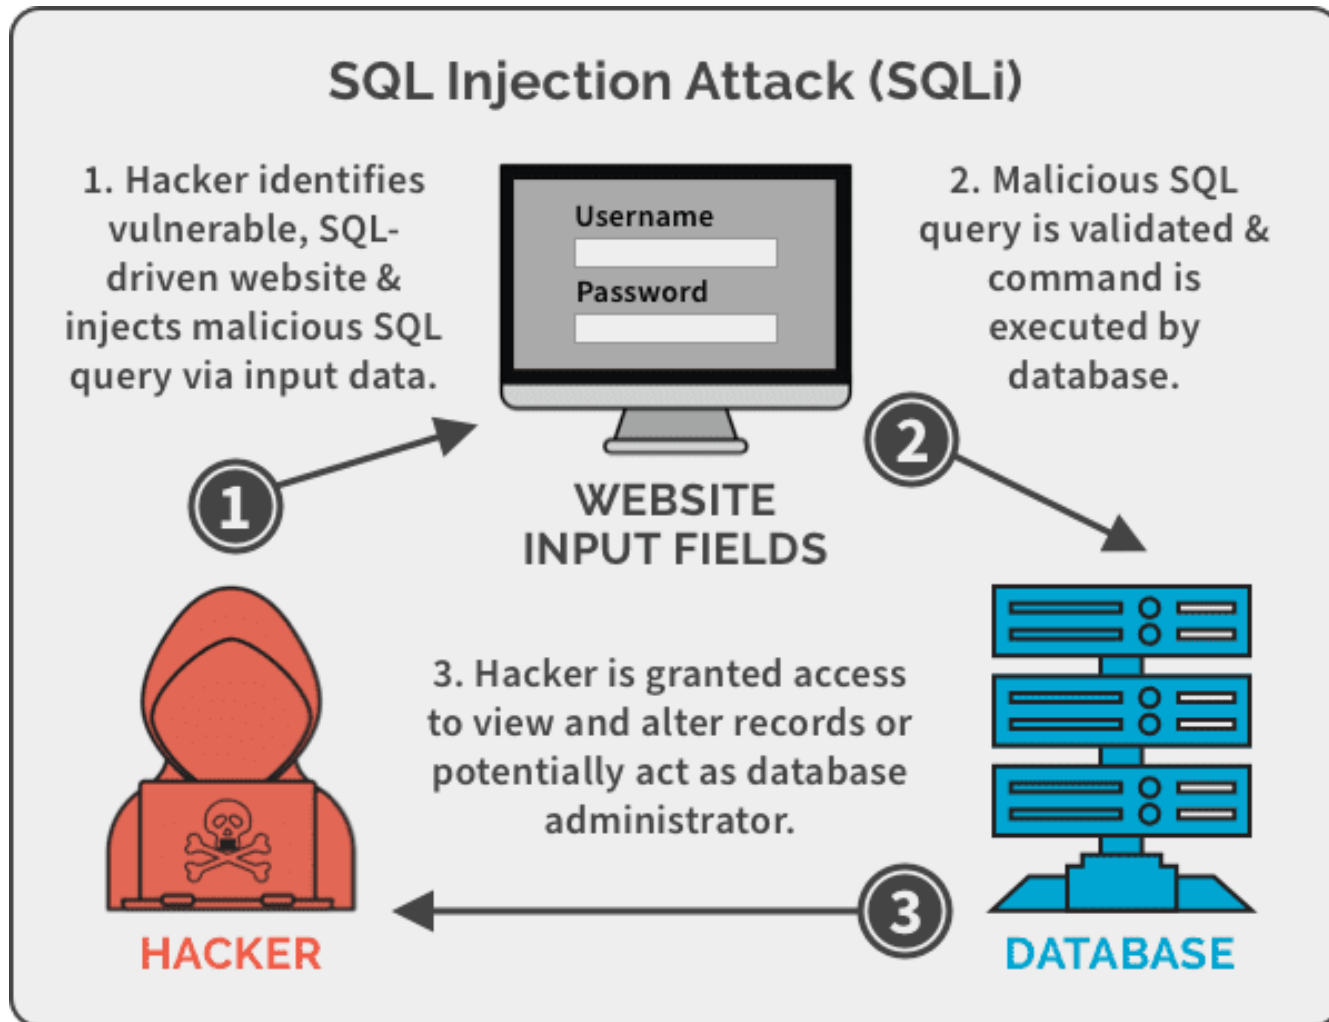 SQL Injection Attack (SQLi)
1. Hacker identifies
vulnerable, SQL-
driven website &
injects malicious SQL
query via input data.
Username
Password
2. Malicious SQL
query is validated &
command is
executed by
database.
1
2
WEBSITE
INPUT FIELDS
3. Hacker is granted access
to view and alter records or
potentially act as database
administrator.
3
HACKER
DATABASE